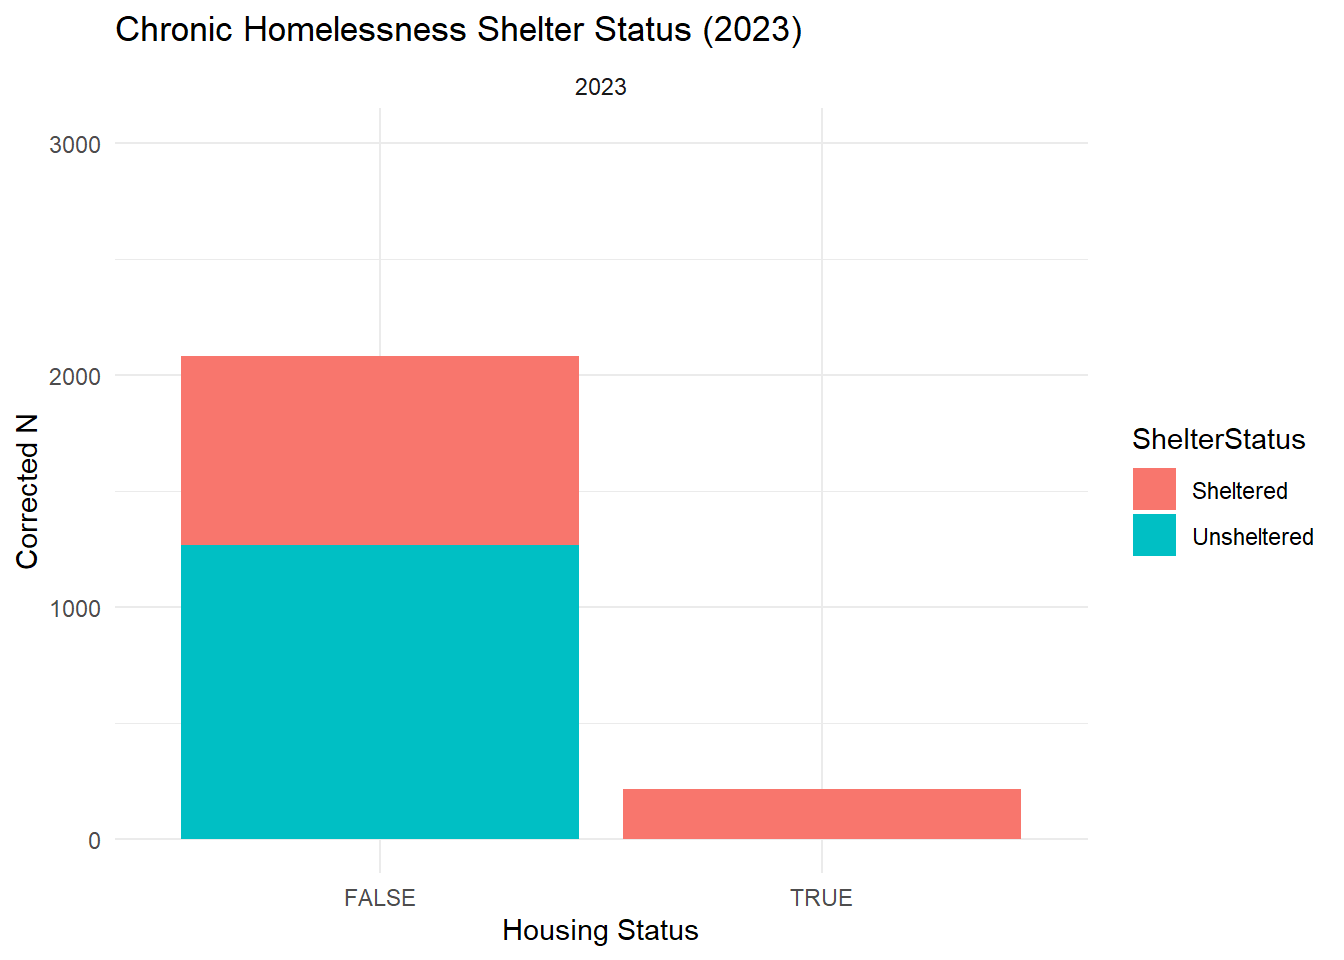 Chronic Homelessness Shelter Status (2023)
2023
3000
2000
1000
0
Corrected N
FALSE
TRUE
Housing Status
ShelterStatus
Sheltered
Unsheltered